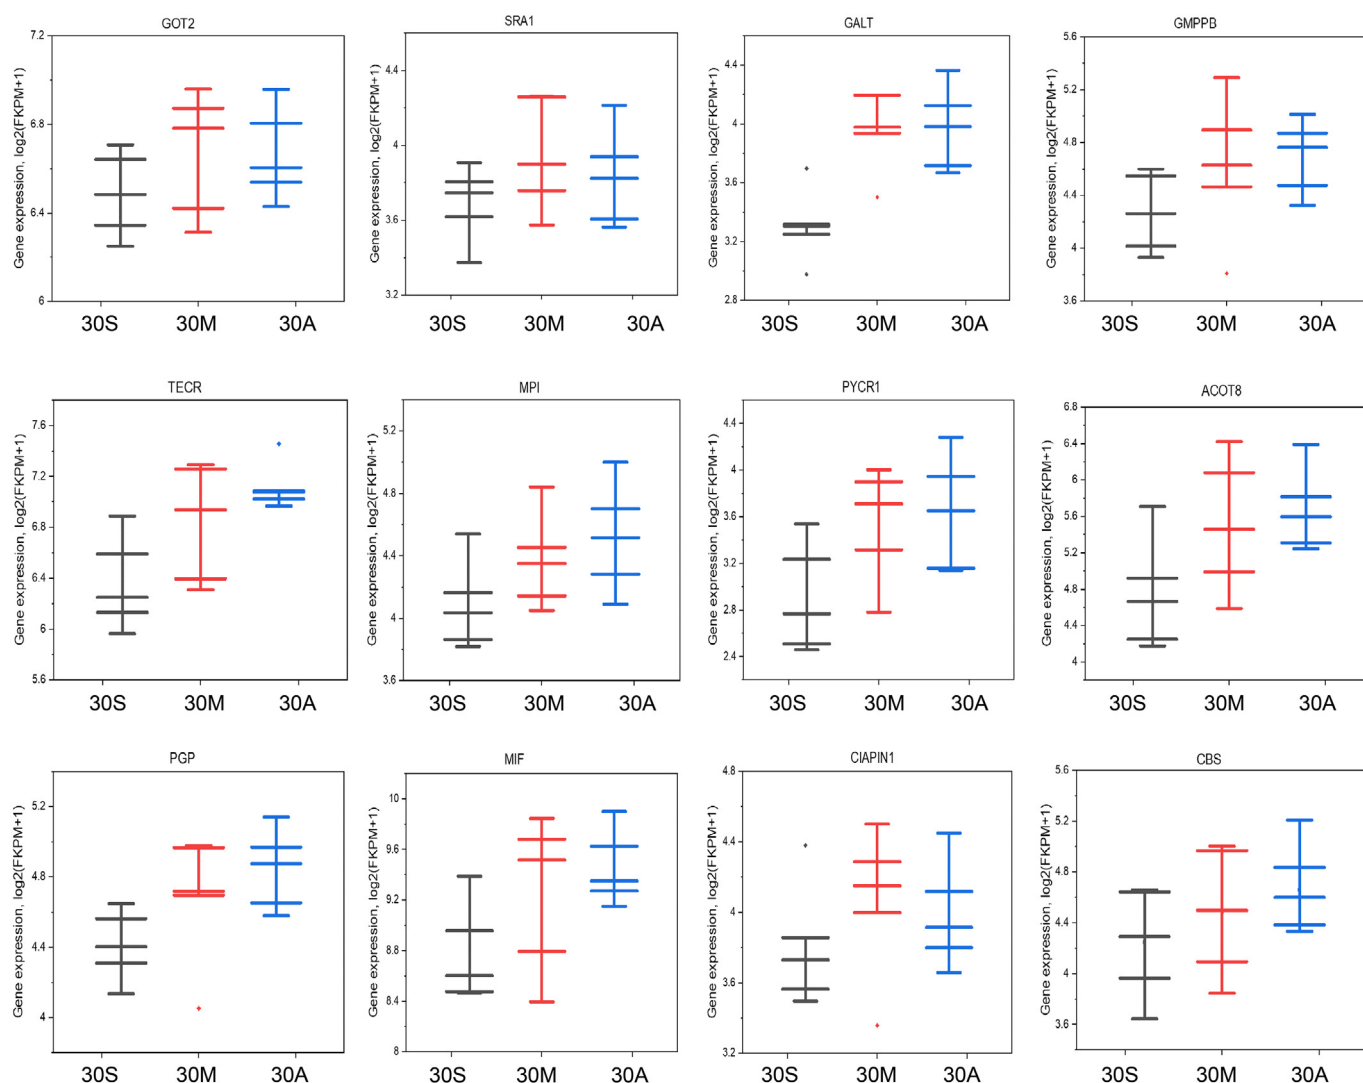 GOT2
Gene expression, log2(FKPM+1)
7.2
6.8
6.4
6
30S 30M 30A
SRA1
Gene expression, log2(FKPM+1)
4.4
4
3.6
3.2
30S 30M 30A
GALT
Gene expression, log2(FKPM+1)
4.4
4
3.6
3.2
2.8
30S 30M 30A
GMPPB
Gene expression, log2(FKPM+1)
5.6
5.2
4.8
4.4
4
3.6
30S 30M 30A
TECR
Gene expression, log2(FKPM+1)
7.6
7.2
6.8
6.4
6
5.6
30S 30M 30A
MPI
Gene expression, log2(FKPM+1)
5.2
4.8
4.4
4
3.6
30S 30M 30A
PYCR1
Gene expression, log2(FKPM+1)
4.4
4
3.6
3.2
2.8
2.4
30S 30M 30A
ACOT8
Gene expression, log2(FKPM+1)
6.8
6.4
6
5.6
5.2
4.8
4.4
4
30S 30M 30A
PGP
Gene expression, log2(FKPM+1)
5.2
4.8
4.4
4
30S 30M 30A
MIF
Gene expression, log2(FKPM+1)
10
9.6
9.2
8.8
8.4
8
30S 30M 30A
CIAPIN1
Gene expression, log2(FKPM+1)
4.8
4.4
4
3.6
3.2
30S 30M 30A
CBS
Gene expression, log2(FKPM+1)
5.6
5.2
4.8
4.4
4
3.6
30S 30M 30A